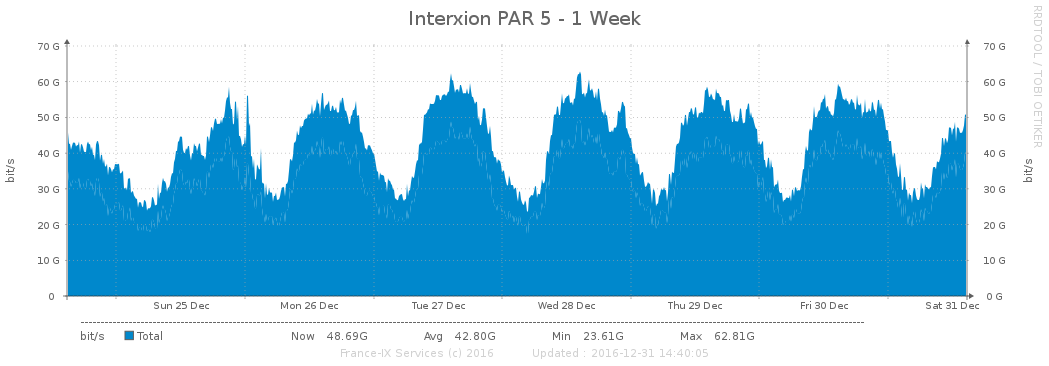 Interxion PAR 5 - 1 Week
RRDTOOL / TOBI OETIKER
bit/s
bit/s
70 G 70 G
60 G 60 G
50 G 50 G
40 G 40 G
30 G 30 G
20 G 20 G
10 G 10 G
0 0 G
Sun 25 Dec Mon 26 Dec Tue 27 Dec Wed 28 Dec Thu 29 Dec Fri 30 Dec Sat 31 Dec
bit/s Total Now 48.69G Avg 42.80G Min 23.61G Max 62.81G
France-IX Services (c) 2016 Updated : 2016-12-31 14:40:05